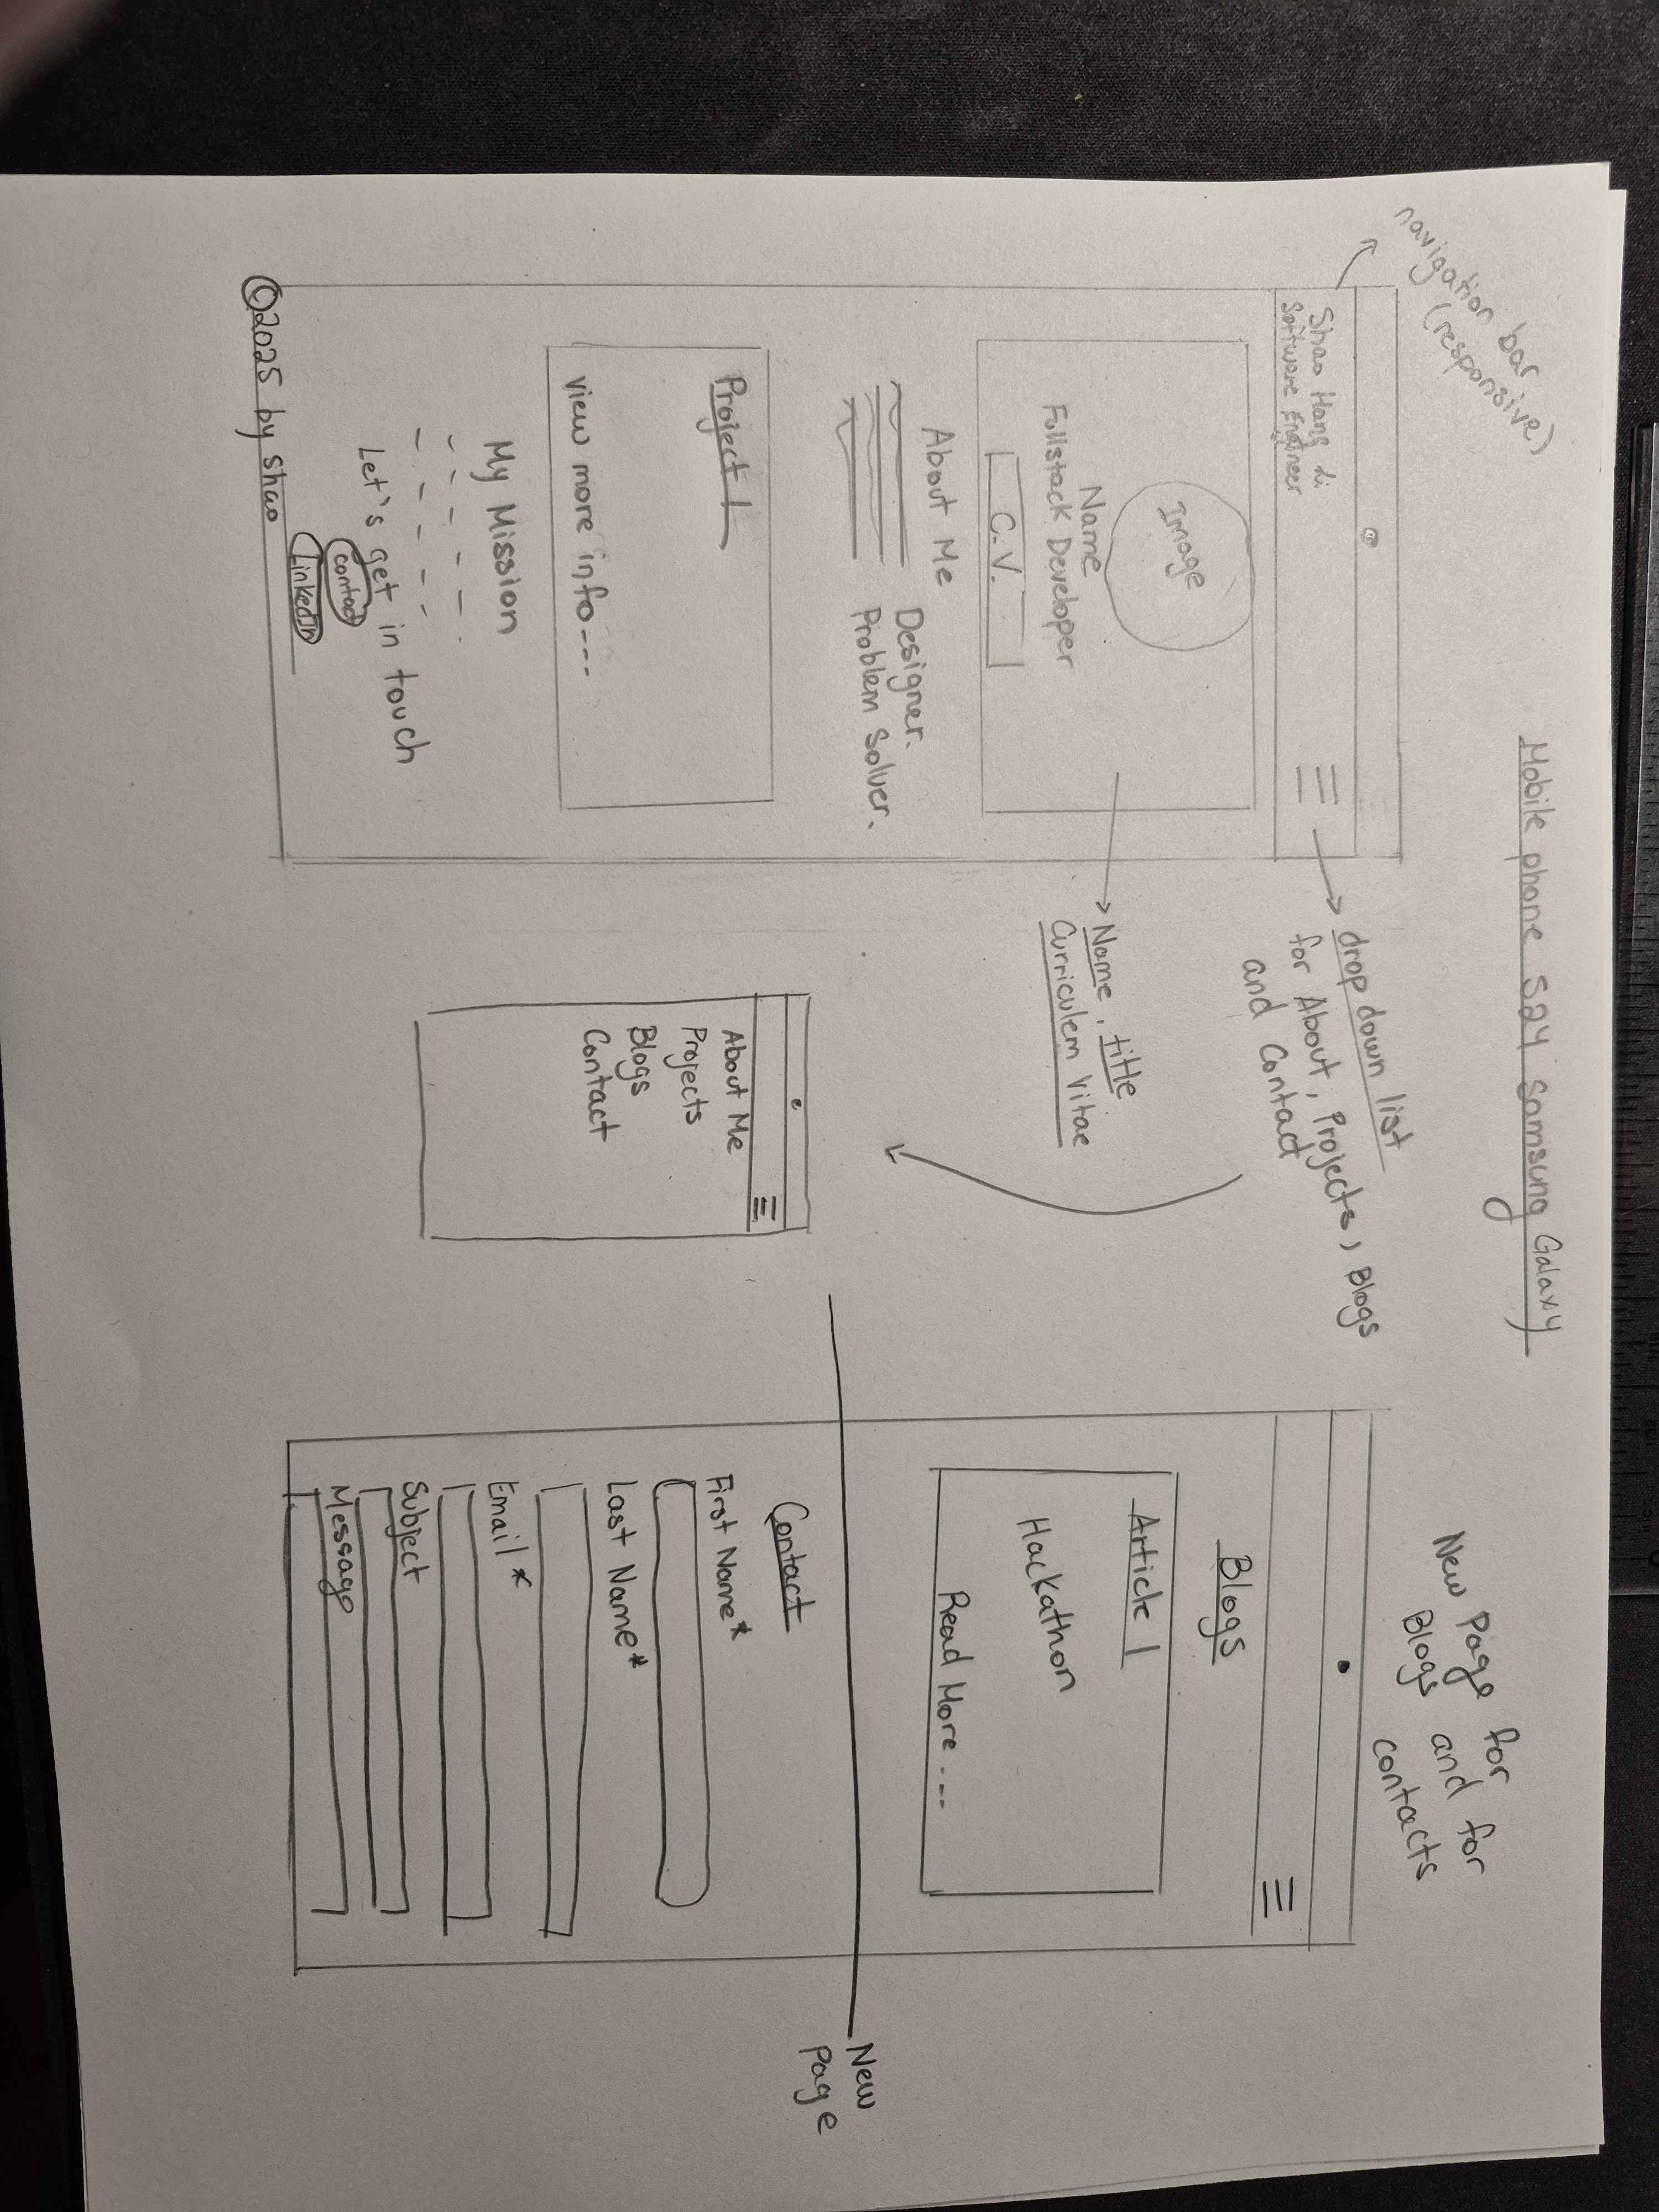 Mobile phone S24 Samsung Galaxy
navigation bar
(responsive)
Shao Hang Li
Software Engineer
Image
Name
Fullstack Developer
C.V.
About Me
Designer.
Problem Solver.
Project 1
view more info---
My Mission
Let's get in touch
contact
LinkedIn
©2025 by Shao
drop down list
for About, Projects, Blogs
and Contact
Name, title
Curriculem Vitae
About Me
Projects
Blogs
Contact
New Page for
Blogs and for
contacts
Blogs
Article 1
Hackathon
Read More ---
New
Page
Contact
First Name*
Last Name*
Email *
Subject
Message